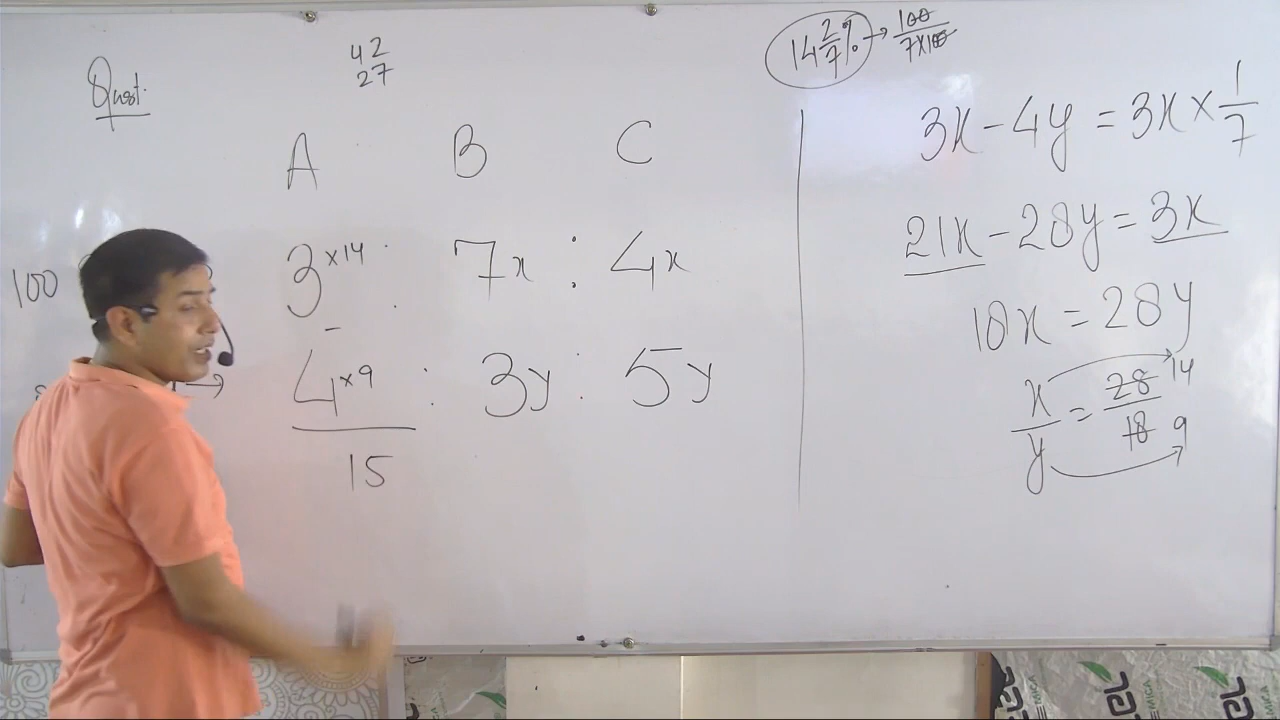 Quest.
42
27
A B C
100
3 ×14 7x : 4x
-
4 ×9 : 3y : 5y
15
14 2/7 % → 100/7×100
3x - 4y = 3x × 1/7
21x - 28y = 3x
18x = 28y
x/y = 28/18 14 9